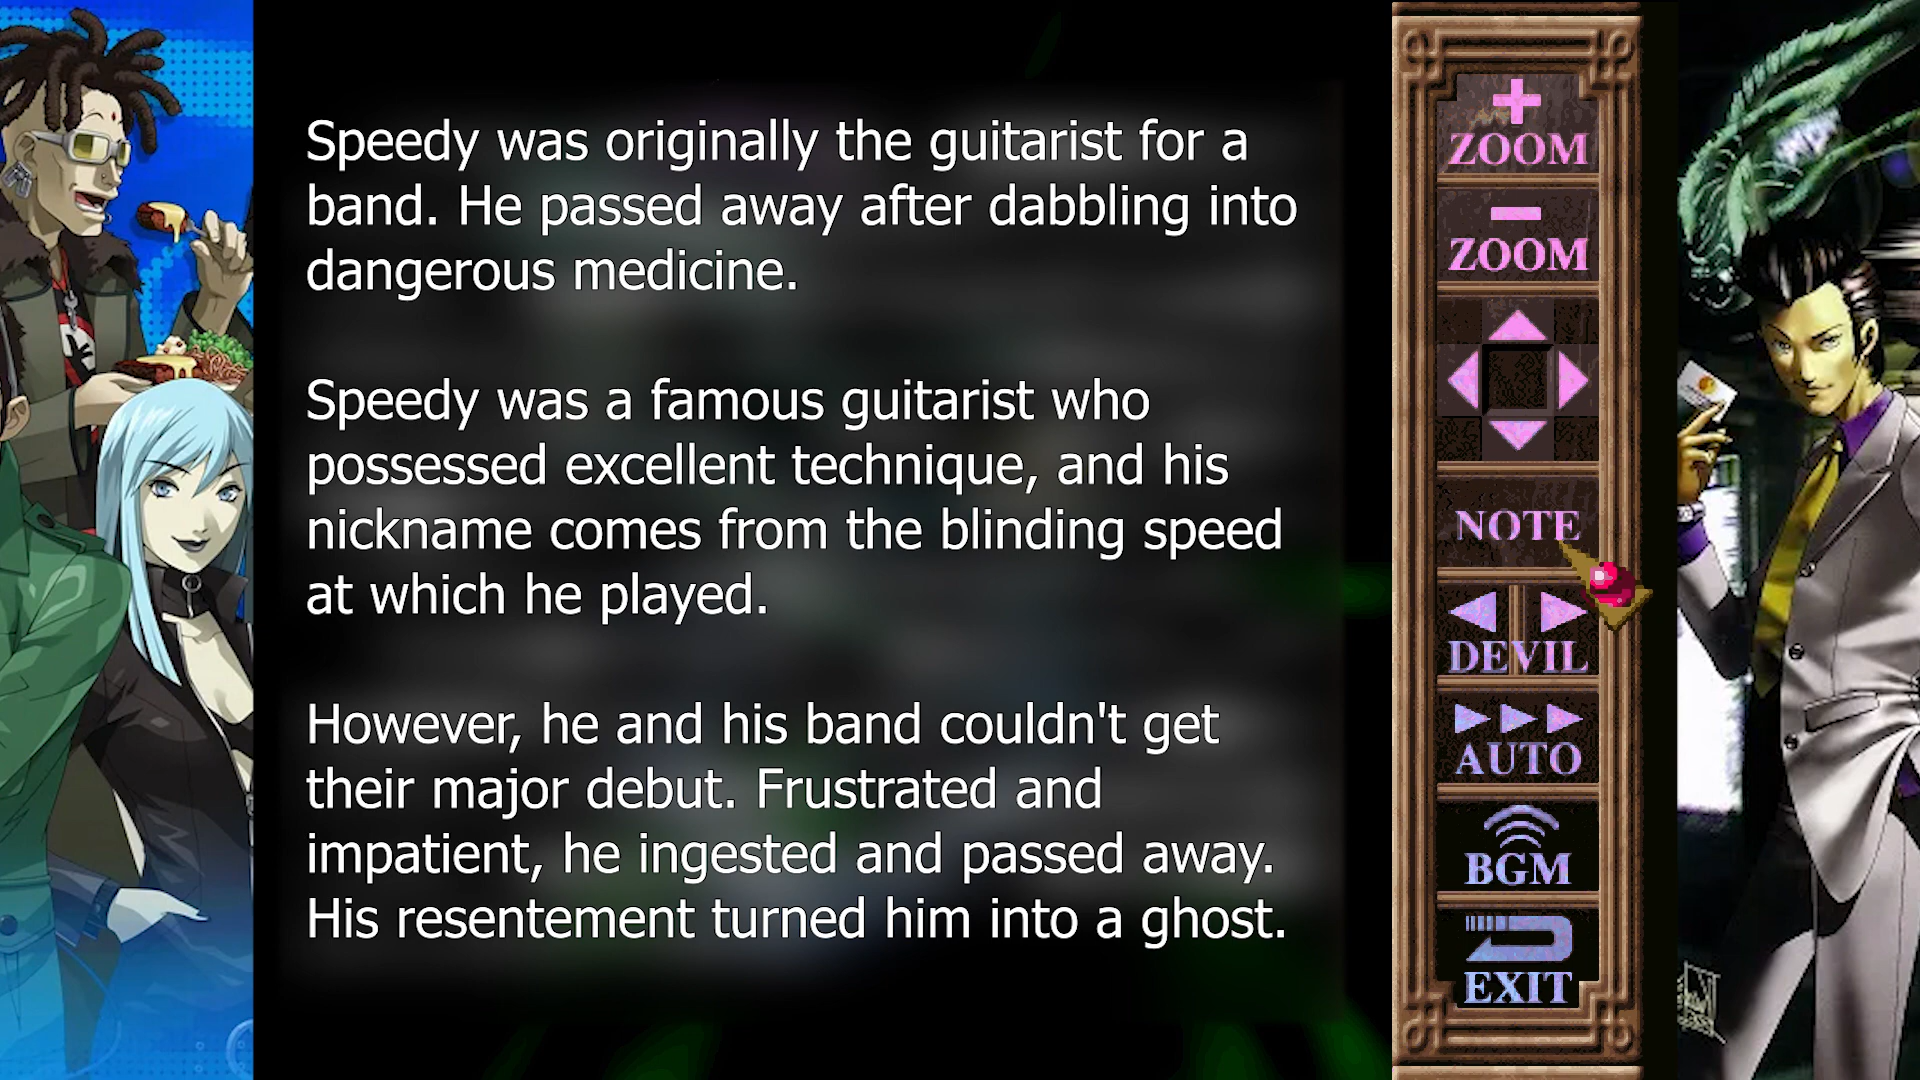 Speedy was originally the guitarist for a
band. He passed away after dabbling into
dangerous medicine.
Speedy was a famous guitarist who
possessed excellent technique, and his
nickname comes from the blinding speed
at which he played.
However, he and his band couldn't get
their major debut. Frustrated and
impatient, he ingested and passed away.
His resentement turned him into a ghost.
ZOOM
ZOOM
NOTE
DEVIL
AUTO
BGM
EXIT